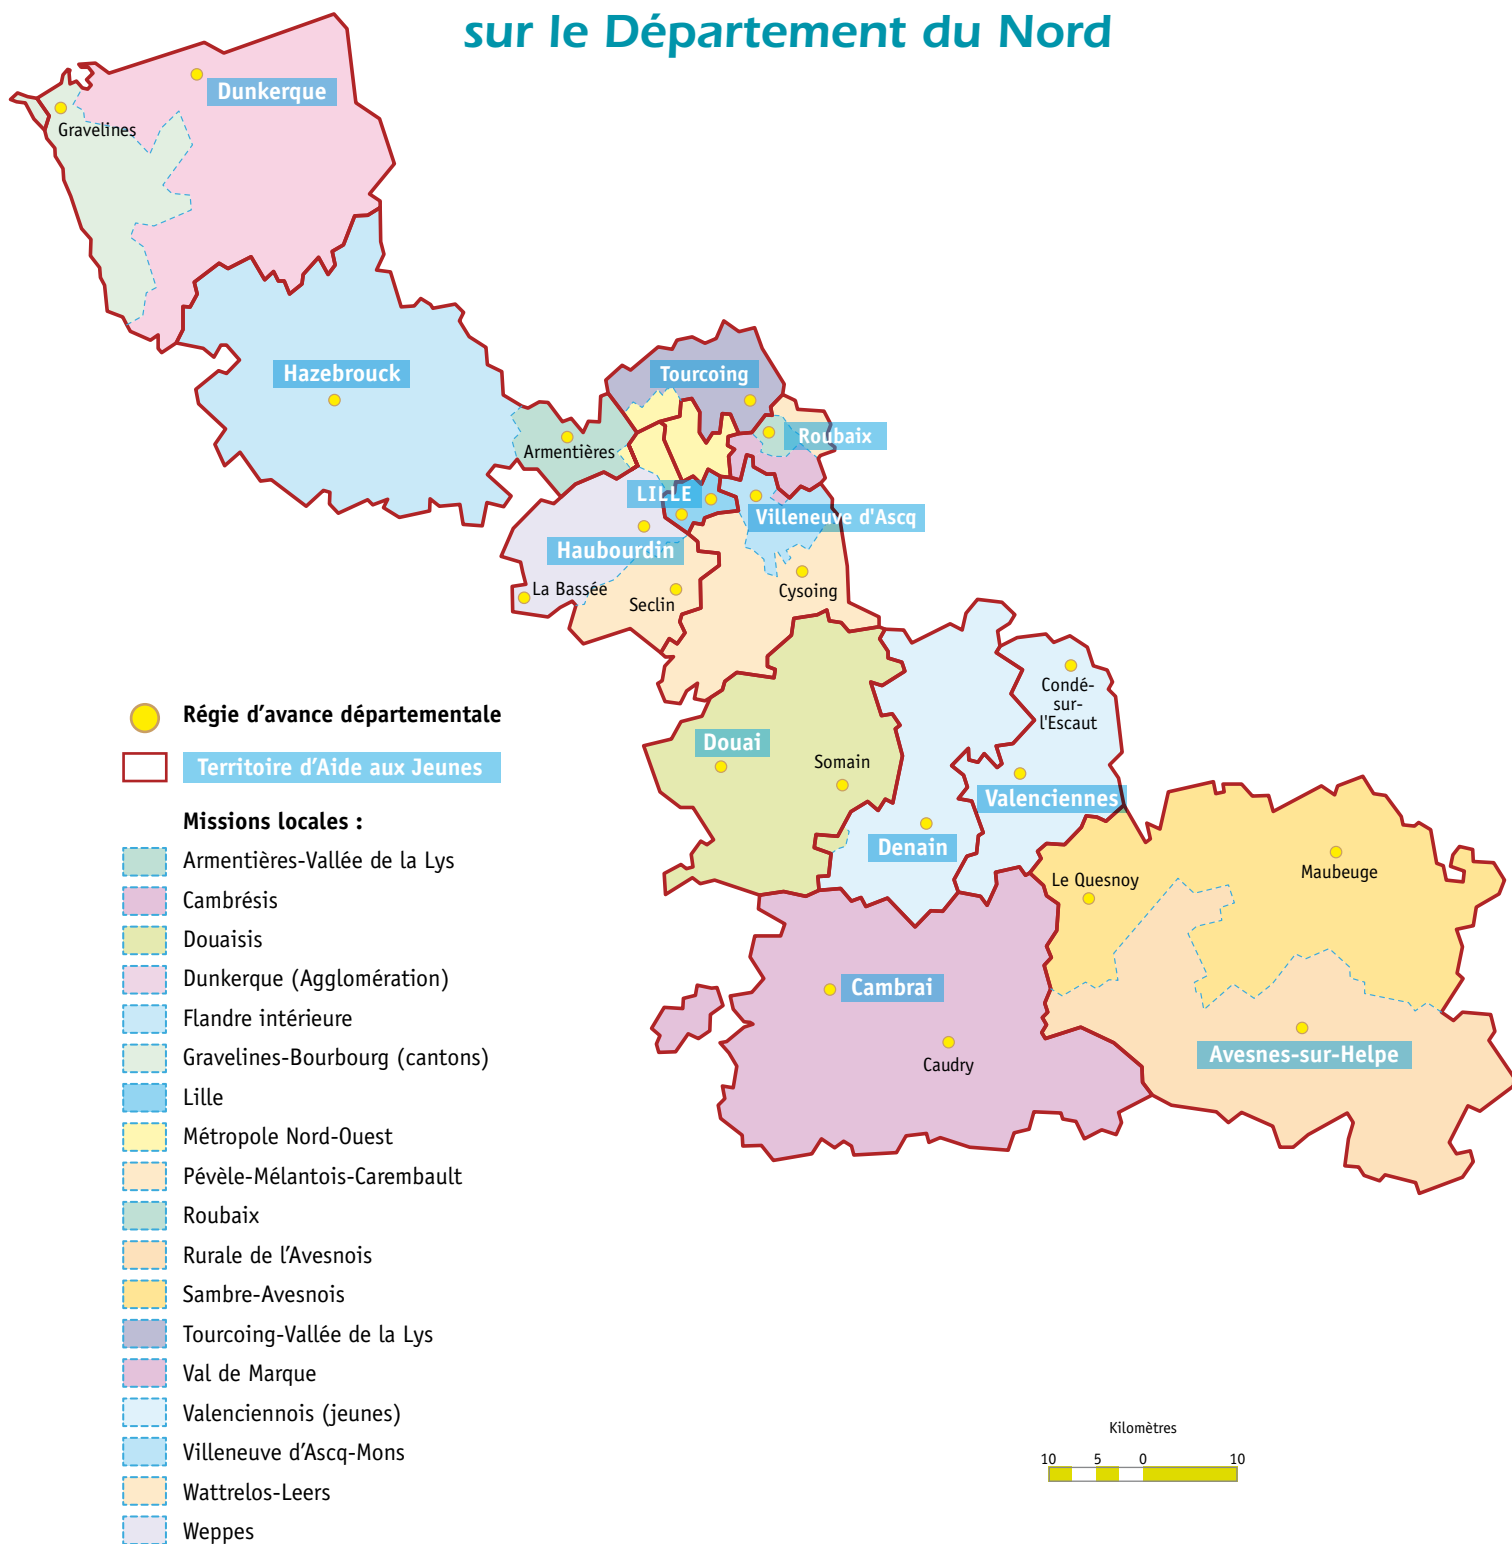 sur le Département du Nord
Dunkerque
Gravelines
Hazebrouck
Tourcoing
Roubaix
Armentières
LILLE
Villeneuve d'Ascq
Haubourdin
La Bassée
Seclin
Cysoing
Condé-
sur-
l'Escaut
Douai
Somain
Valenciennes
Denain
Le Quesnoy
Maubeuge
Cambrai
Caudry
Avesnes-sur-Helpe
Régie d'avance départementale
Territoire d'Aide aux Jeunes
Missions locales :
Armentières-Vallée de la Lys
Cambrésis
Douaisis
Dunkerque (Agglomération)
Flandre intérieure
Gravelines-Bourbourg (cantons)
Lille
Métropole Nord-Ouest
Pévèle-Mélantois-Carembault
Roubaix
Rurale de l'Avesnois
Sambre-Avesnois
Tourcoing-Vallée de la Lys
Val de Marque
Valenciennois (jeunes)
Villeneuve d'Ascq-Mons
Wattrelos-Leers
Weppes
Kilomètres
10 5 0 10